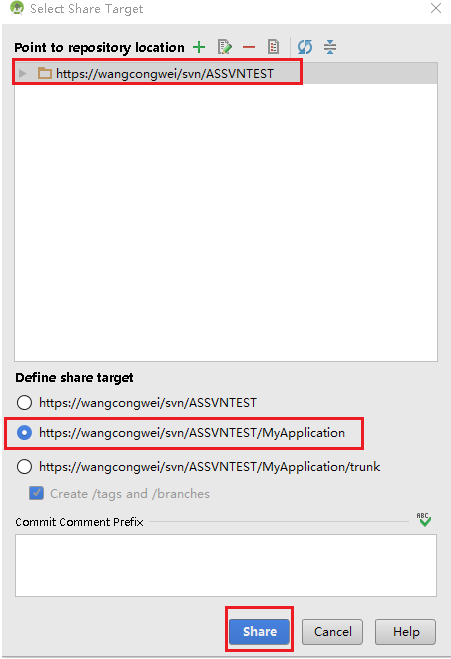 Select Share Target
Point to repository location
https://wangcongwei/svn/ASSVNTEST
Define share target
https://wangcongwei/svn/ASSVNTEST
https://wangcongwei/svn/ASSVNTEST/MyApplication
https://wangcongwei/svn/ASSVNTEST/MyApplication/trunk
Create /tags and /branches
Commit Comment Prefix
ABC
Share Cancel Help